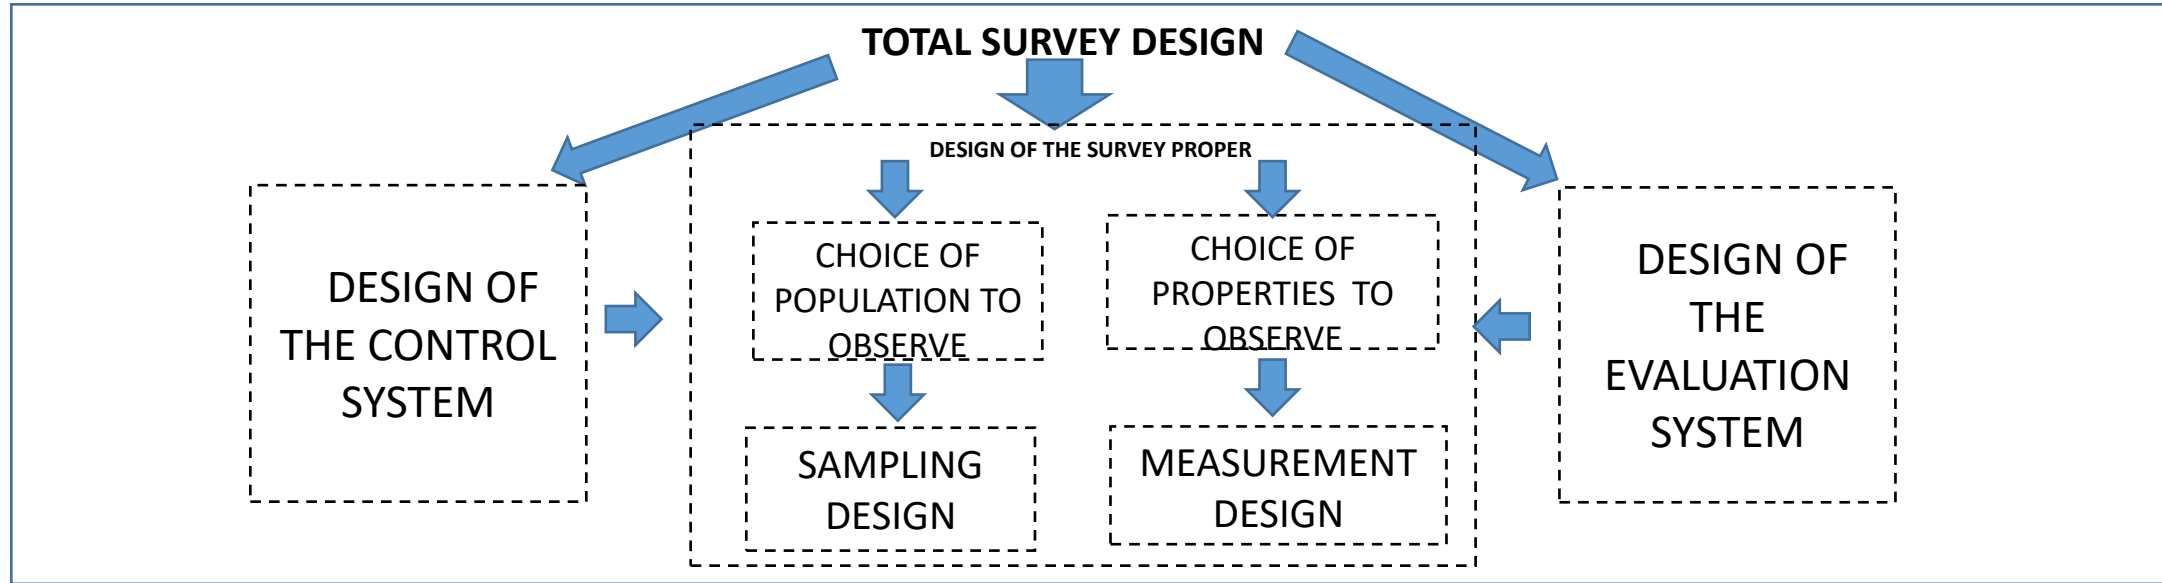 TOTAL SURVEY DESIGN
DESIGN OF THE SURVEY PROPER
DESIGN OF
THE CONTROL
SYSTEM
CHOICE OF
POPULATION TO
OBSERVE
CHOICE OF
PROPERTIES TO
OBSERVE
SAMPLING
DESIGN
MEASUREMENT
DESIGN
DESIGN OF
THE
EVALUATION
SYSTEM